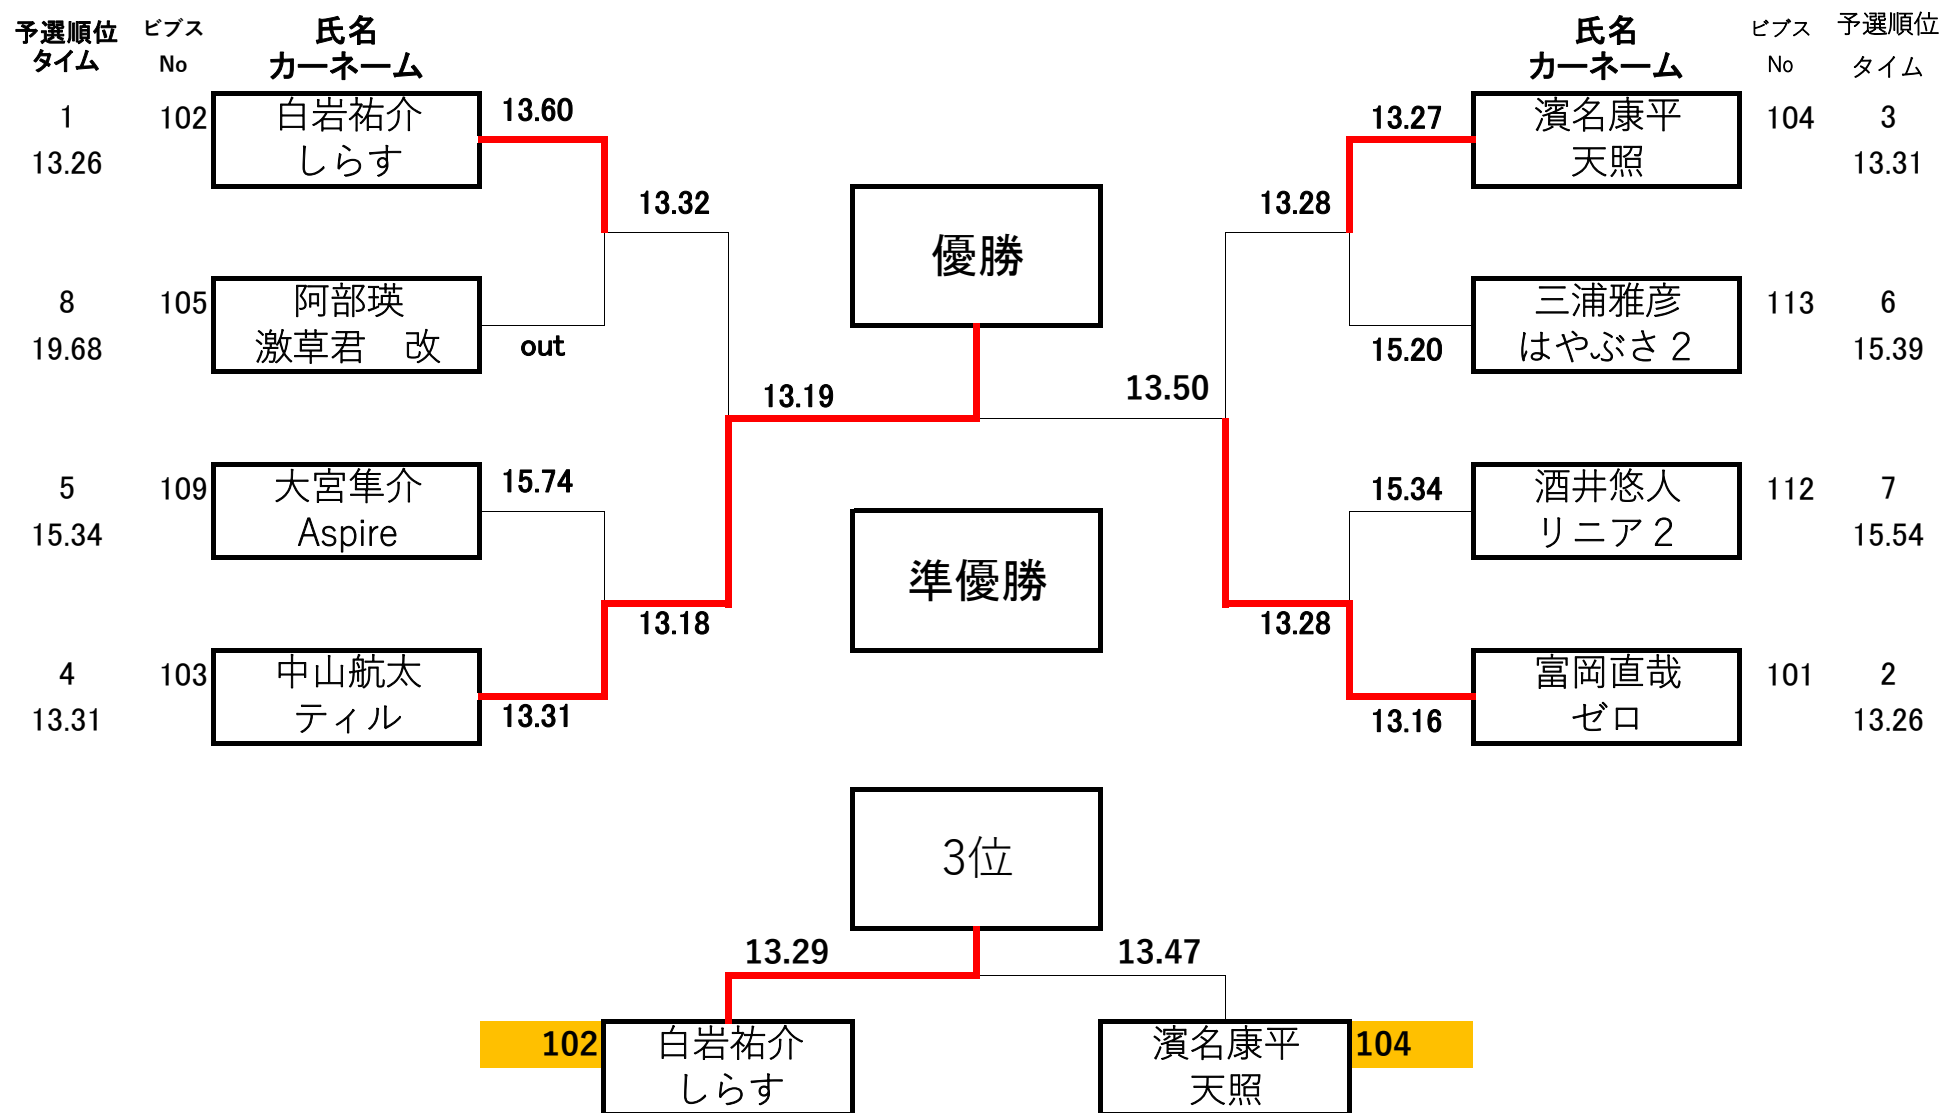 予選順位
タイム
ビブス
No
氏名
カーネーム
氏名
カーネーム
ビブス
No
予選順位
タイム
1
13.26
102
白岩祐介
しらす
13.60
13.27
濱名康平
天照
104
3
13.31
13.32
優勝
13.28
8
19.68
105
阿部瑛
激草君　改
out
15.20
三浦雅彦
はやぶさ２
113
6
15.39
13.19
13.50
5
15.34
109
大宮隼介
Aspire
15.74
15.34
酒井悠人
リニア２
112
7
15.54
準優勝
13.18
13.28
4
13.31
103
中山航太
ティル
13.31
13.16
富岡直哉
ゼロ
101
2
13.26
3位
13.29
13.47
102
白岩祐介
しらす
濱名康平
天照
104